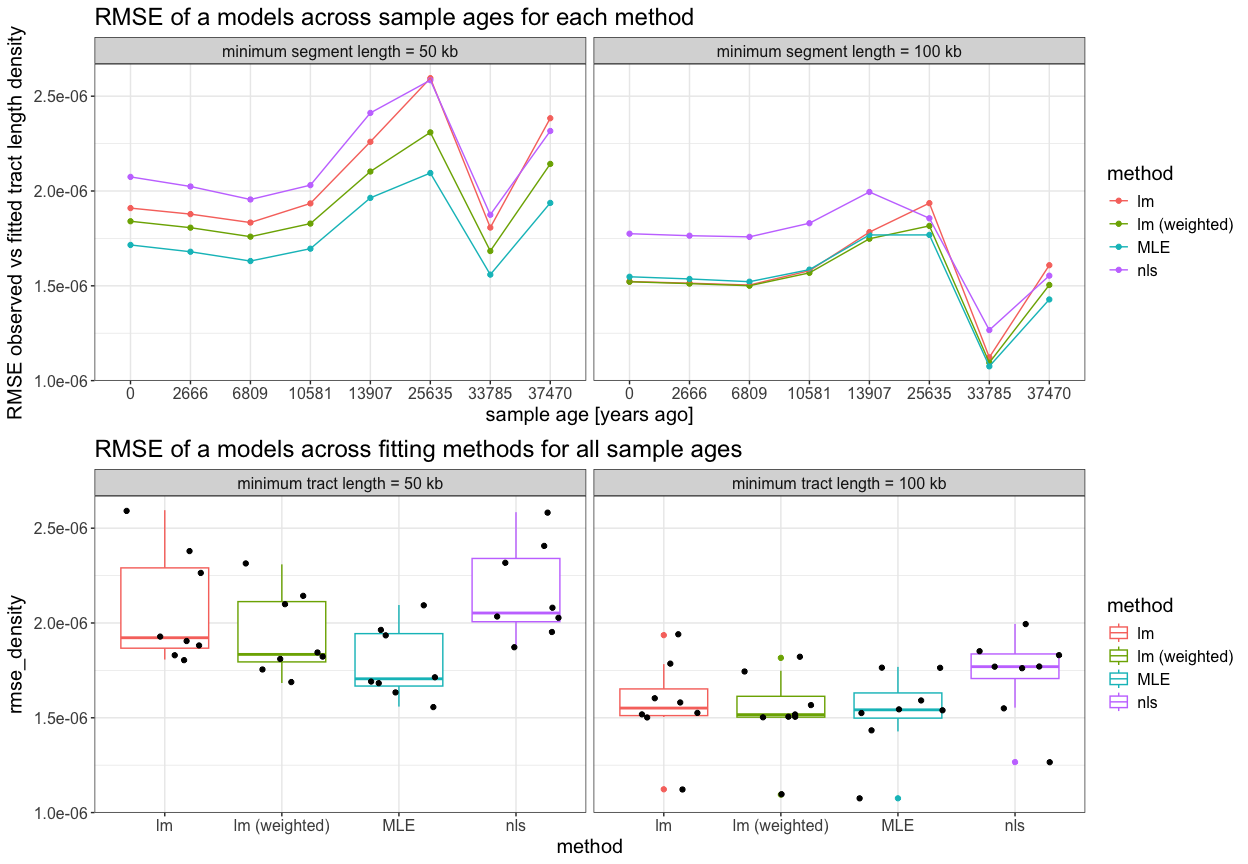 RMSE of a models across sample ages for each method
minimum segment length = 50 kb
minimum segment length = 100 kb
RMSE observed vs fitted tract length density
2.5e-06
2.0e-06
1.5e-06
1.0e-06
0 2666 6809 10581 13907 25635 33785 37470
0 2666 6809 10581 13907 25635 33785 37470
sample age [years ago]
method
lm
lm (weighted)
MLE
nls
RMSE of a models across fitting methods for all sample ages
minimum tract length = 50 kb
minimum tract length = 100 kb
rmse_density
2.5e-06
2.0e-06
1.5e-06
1.0e-06
lm lm (weighted) MLE nls
lm lm (weighted) MLE nls
method
method
lm
lm (weighted)
MLE
nls